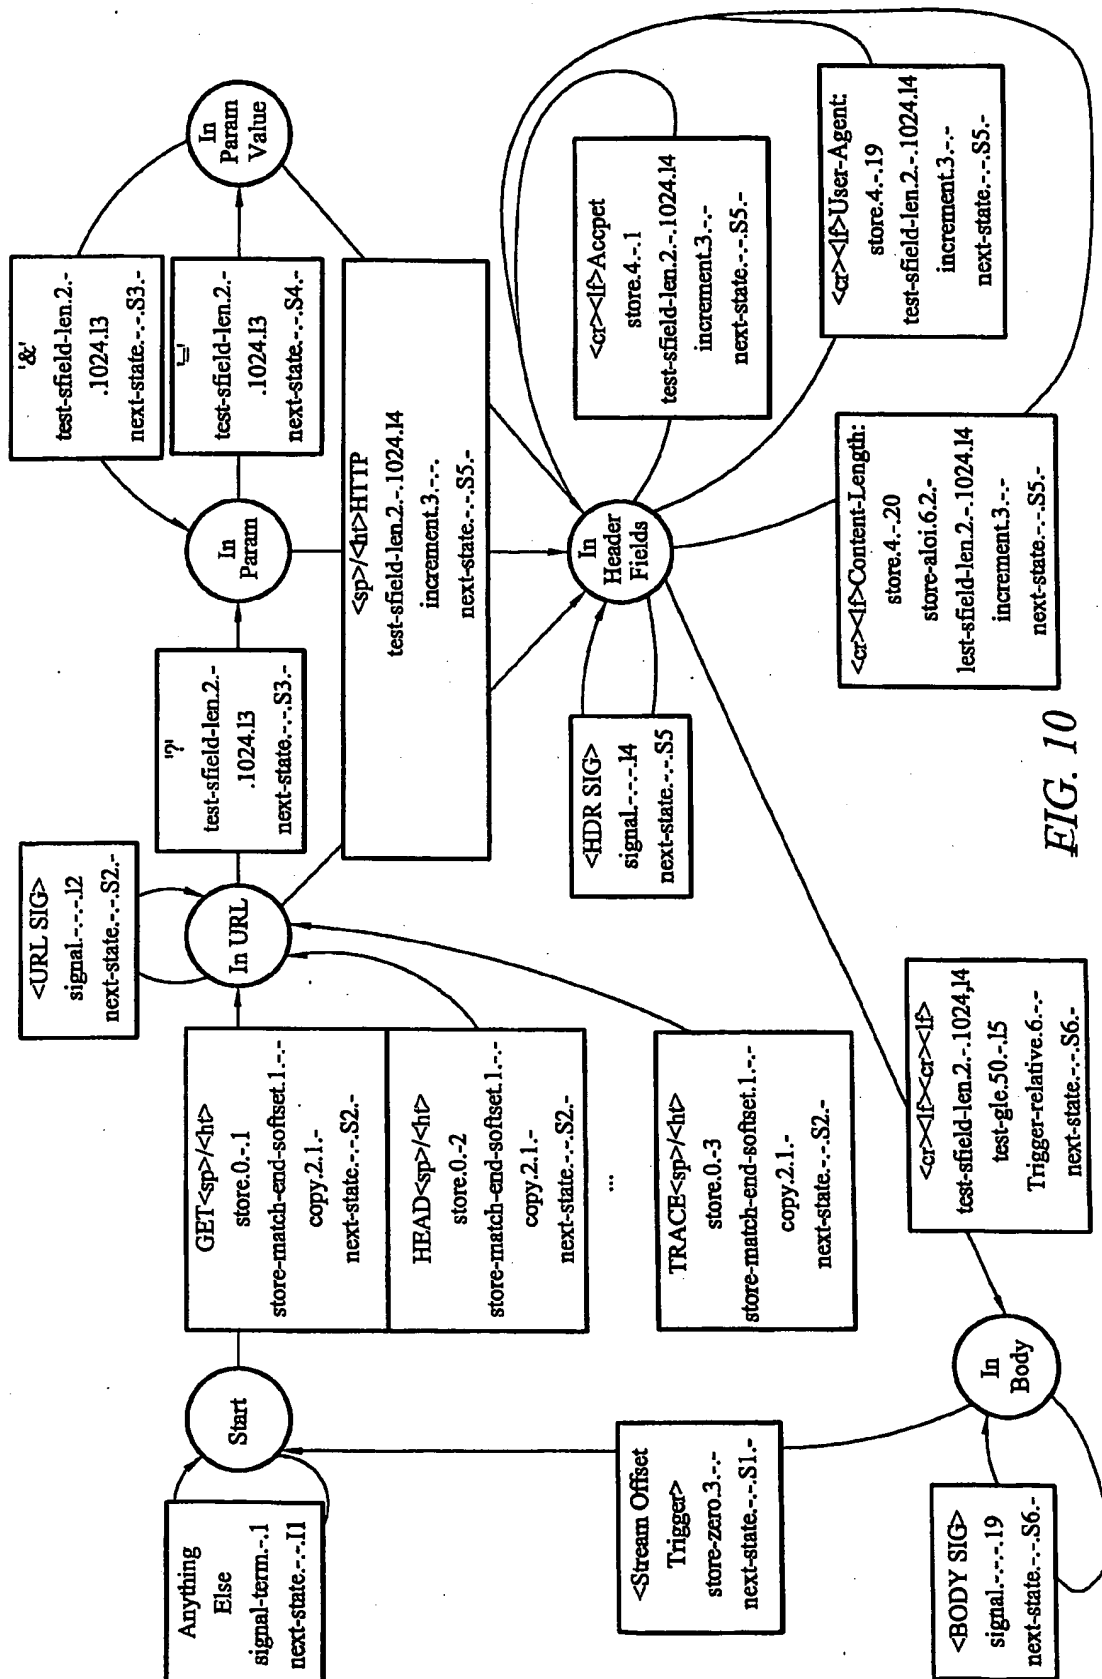 Anything
Else
signal-term.-.1
next-state.-.-.I1
Start
GET<sp>/<ht>
store.0.-.1
store-match-end-softset.1.-.-
copy.2.1.-
next-state.-.-.S2.-
HEAD<sp>/<ht>
store.0.-2
store-match-end-softset.1.-.-
copy.2.1.-
next-state.-.-.S2.-
...
TRACE<sp>/<ht>
store.0.-3
store-match-end-softset.1.-.-
copy.2.1.-
next-state.-.-.S2.-
<URL SIG>
signal.-.-.-.12
next-state.-.-.S2.-
In URL
'?'
test-sfield-len.2.-
.1024.13
next-state.-.-.S3.-
In
Param
'&'
test-sfield-len.2.-
.1024.13
next-state.-.-.S3.-
'='
test-sfield-len.2.-
.1024.13
next-state.-.-.S4.-
In
Param
Value
<sp>/<ht>HTTP
test-sfield-len.2.-.1024.14
increment.3.-.-.
next-state.-.-.S5.-
In
Header
Fields
<HDR SIG>
signal.-.-.-.14
next-state.-.-.S5
<cr><lf>Accpet
store.4.-.1
test-sfield-len.2.-.1024.14
increment.3.-.-
next-state.-.-.S5.-
<cr><lf>User-Agent:
store.4.-.19
test-sfield-len.2.-.1024.14
increment.3.-.-
next-state.-.-.S5.-
<cr><lf>Content-Length:
store.4.-.20
store-aloi.6.2.-
lest-sfield-len.2.-.1024.14
increment.3.-.-
next-state.-.-.S5.-
<cr><lf><cr><lf>
test-sfield-len.2.-.1024,14
test-gle.50.-.15
Trigger-relative.6.-.-
next-state.-.-.S6.-
In
Body
<Stream Offset
Trigger>
store-zero.3.-.-
next-state.-.-.S1.-
<BODY SIG>
signal.-.-.-.19
next-state.-.-.S6.-
FIG. 10